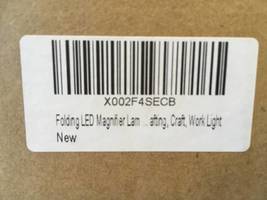 X002F4SECB
Folding LED Magnifier Lam ... afting, Craft, Work Light
New